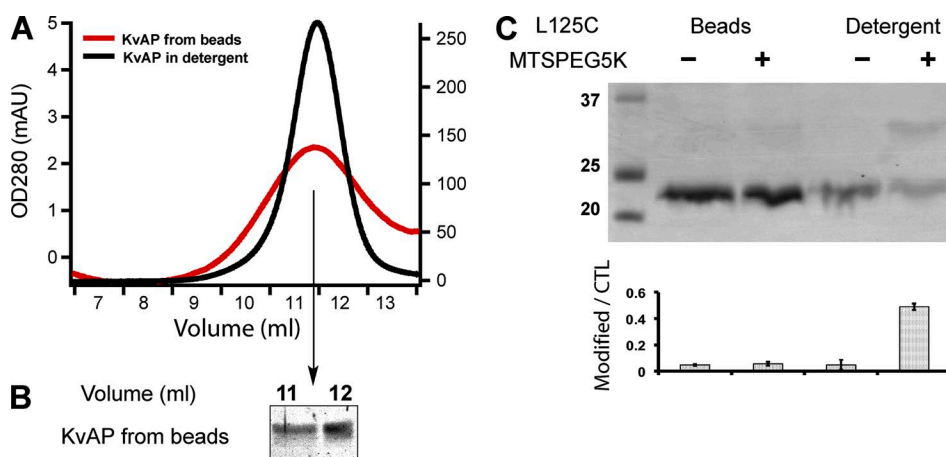 A
KvAP from beads
KvAP in detergent
OD280 (mAU)
5
4
3
2
1
0
250
200
150
100
50
0
7 8 9 10 11 12 13
Volume (ml)
B
Volume (ml) 11 12
KvAP from beads
C
L125C Beads Detergent
MTSPEG5K – + – +
37
25
20
Modified / CTL
0.6
0.4
0.2
0